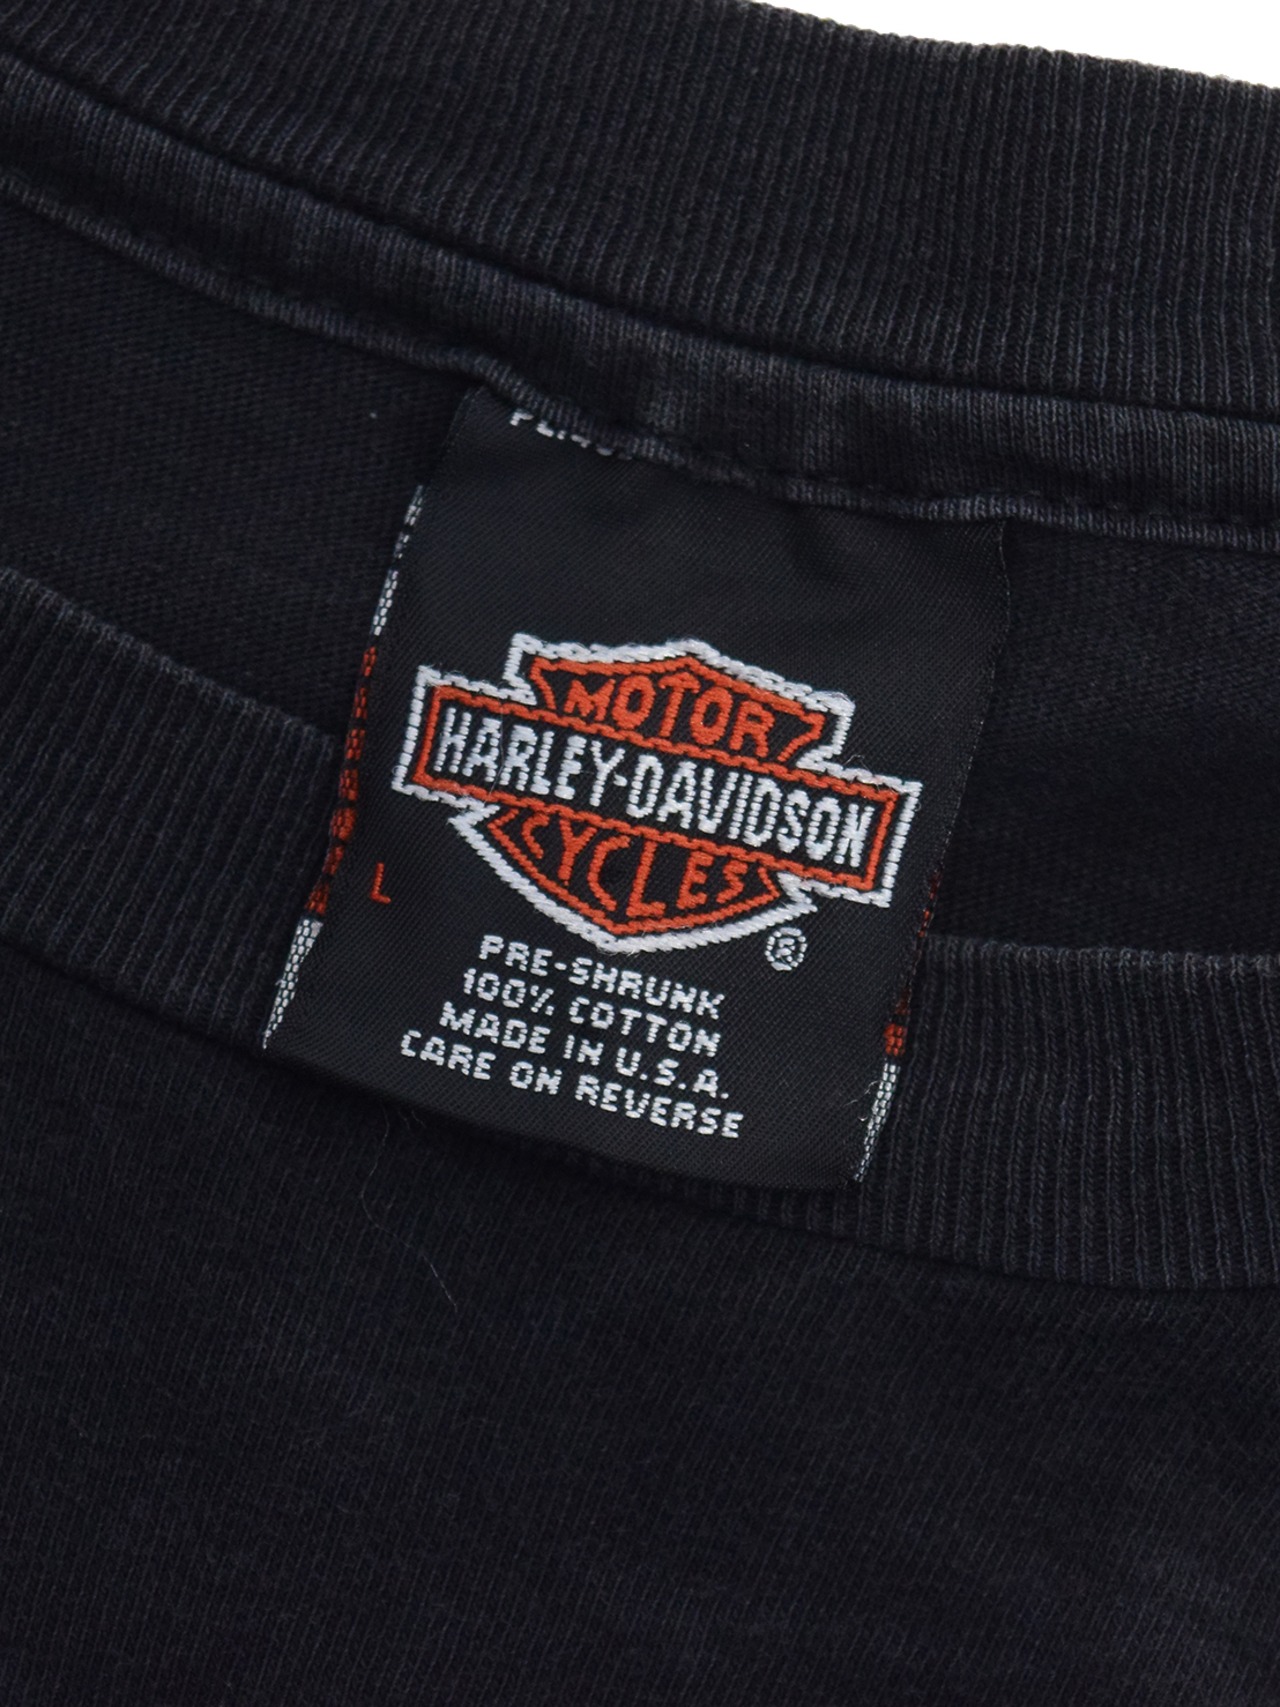 MOTOR
HARLEY-DAVIDSON
CYCLES
®
L
PRE-SHRUNK
100% COTTON
MADE IN U.S.A.
CARE ON REVERSE